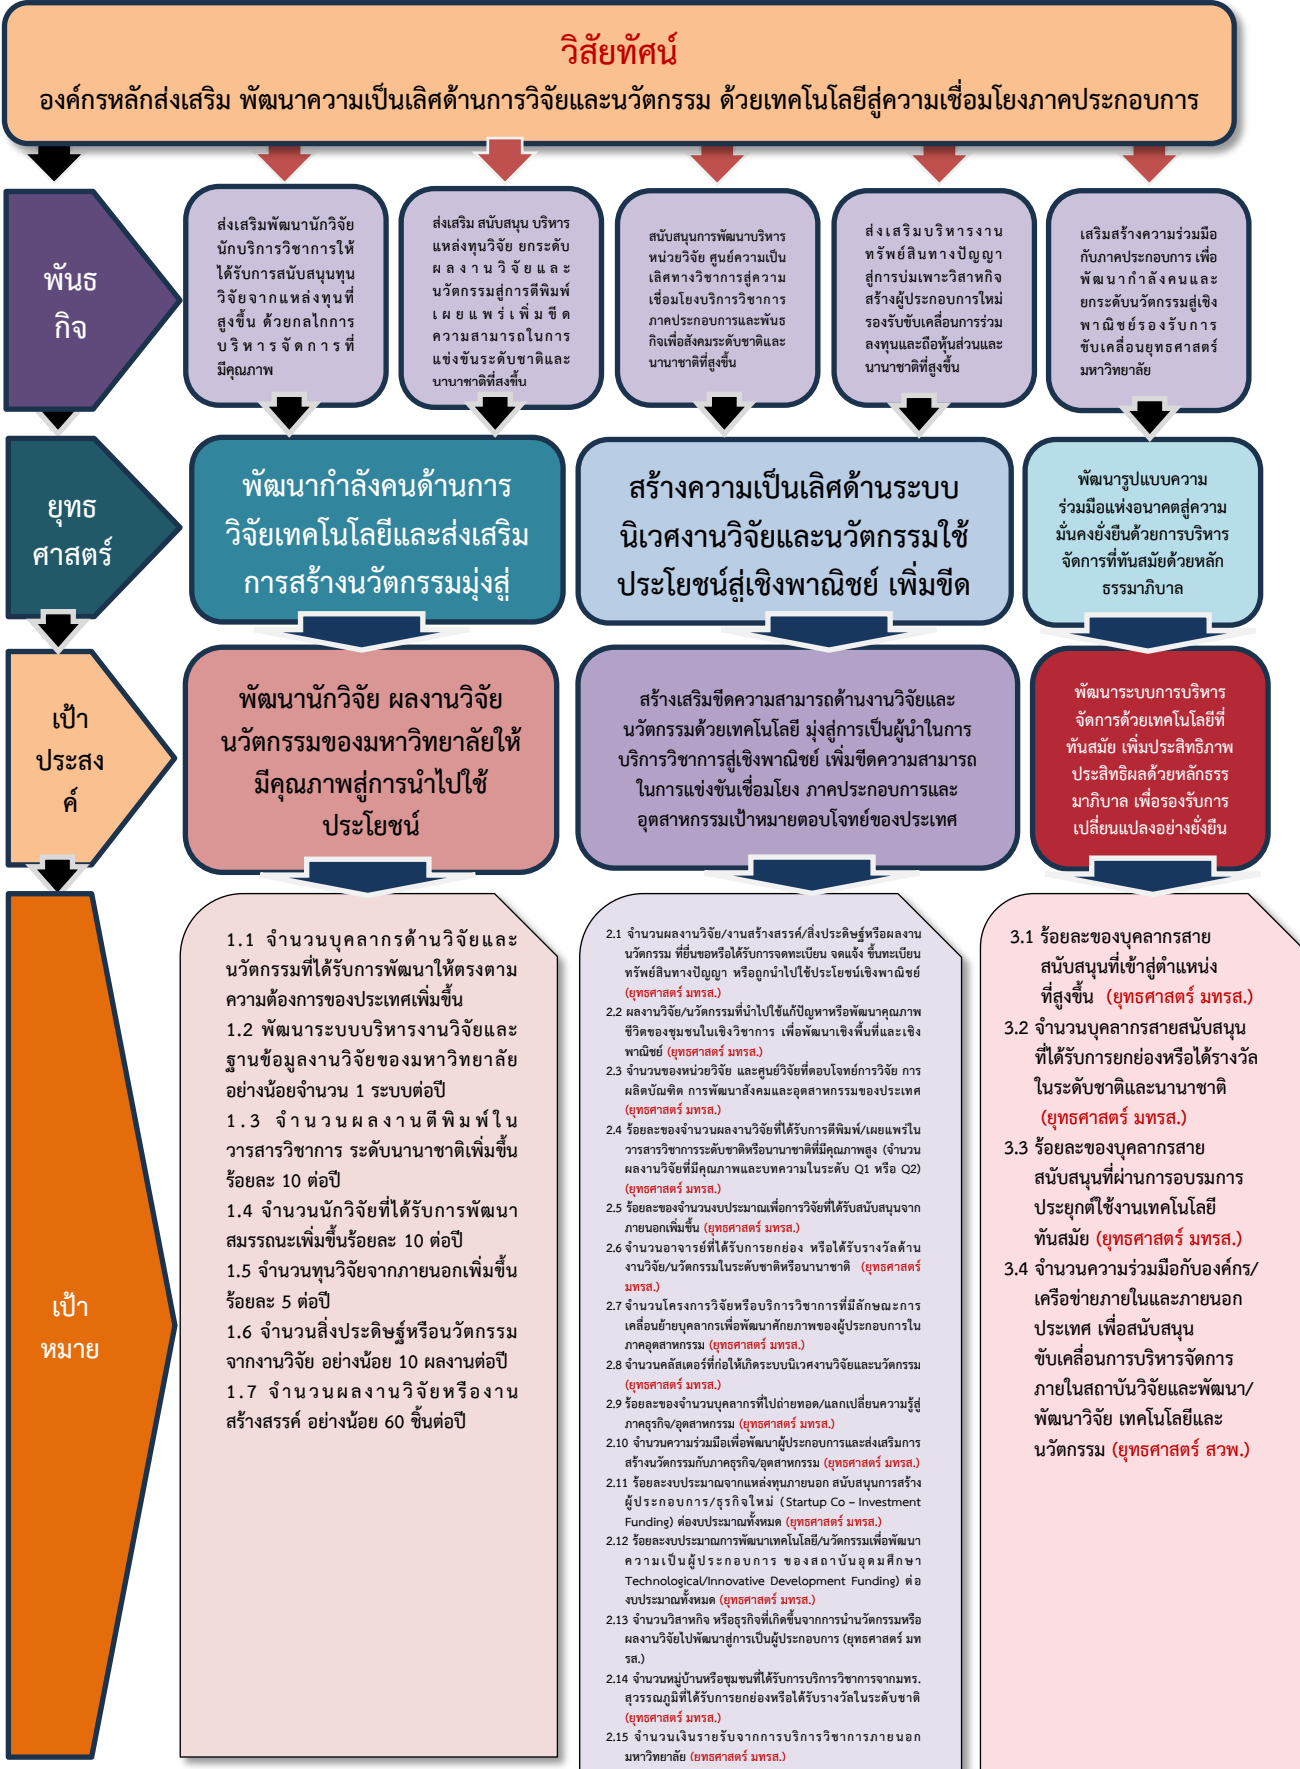 วิสัยทัศน์
องค์กรหลักส่งเสริม พัฒนาความเป็นเลิศด้านการวิจัยและนวัตกรรม ด้วยเทคโนโลยีสู่ความเชื่อมโยงภาคประกอบการ
พันธ
กิจ
ส่งเสริมพัฒนานักวิจัย
นักบริการวิชาการให้
ได้รับการสนับสนุนทุน
วิจัยจากแหล่งทุนที่
สูงขึ้น ด้วยกลไกการ
บริหารจัดการที่
มีคุณภาพ
ส่งเสริม สนับสนุน บริหาร
แหล่งทุนวิจัย ยกระดับ
ผลงานวิจัยและ
นวัตกรรมสู่การตีพิมพ์
เผยแพร่เพิ่มขีด
ความสามารถในการ
แข่งขันระดับชาติและ
นานาชาติที่สูงขึ้น
สนับสนุนการพัฒนาบริหาร
หน่วยวิจัย ศูนย์ความเป็น
เลิศทางวิชาการสู่ความ
เชื่อมโยงบริการวิชาการ
ภาคประกอบการและพันธ
กิจเพื่อสังคมระดับชาติและ
นานาชาติที่สูงขึ้น
ส่งเสริมบริหารงาน
ทรัพย์สินทางปัญญา
สู่การบ่มเพาะวิสาหกิจ
สร้างผู้ประกอบการใหม่
รองรับขับเคลื่อนการร่วม
ลงทุนและถือหุ้นส่วนและ
นานาชาติที่สูงขึ้น
เสริมสร้างความร่วมมือ
กับภาคประกอบการ เพื่อ
พัฒนากำลังคนและ
ยกระดับนวัตกรรมสู่เชิง
พาณิชย์รองรับการ
ขับเคลื่อนยุทธศาสตร์
มหาวิทยาลัย
ยุทธ
ศาสตร์
พัฒนากำลังคนด้านการ
วิจัยเทคโนโลยีและส่งเสริม
การสร้างนวัตกรรมมุ่งสู่
สร้างความเป็นเลิศด้านระบบ
นิเวศงานวิจัยและนวัตกรรมใช้
ประโยชน์สู่เชิงพาณิชย์ เพิ่มขีด
พัฒนารูปแบบความ
ร่วมมือแห่งอนาคตสู่ความ
มั่นคงยั่งยืนด้วยการบริหาร
จัดการที่ทันสมัยด้วยหลัก
ธรรมาภิบาล
เป้า
ประสง
ค์
พัฒนานักวิจัย ผลงานวิจัย
นวัตกรรมของมหาวิทยาลัยให้
มีคุณภาพสู่การนำไปใช้
ประโยชน์
สร้างเสริมขีดความสามารถด้านงานวิจัยและ
นวัตกรรมด้วยเทคโนโลยี มุ่งสู่การเป็นผู้นำในการ
บริการวิชาการสู่เชิงพาณิชย์ เพิ่มขีดความสามารถ
ในการแข่งขันเชื่อมโยง ภาคประกอบการและ
อุตสาหกรรมเป้าหมายตอบโจทย์ของประเทศ
พัฒนาระบบการบริหาร
จัดการด้วยเทคโนโลยีที่
ทันสมัย เพิ่มประสิทธิภาพ
ประสิทธิผลด้วยหลักธรร
มาภิบาล เพื่อรองรับการ
เปลี่ยนแปลงอย่างยั่งยืน
เป้า
หมาย
1.1 จำนวนบุคลากรด้านวิจัยและ
นวัตกรรมที่ได้รับการพัฒนาให้ตรงตาม
ความต้องการของประเทศเพิ่มขึ้น
1.2 พัฒนาระบบบริหารงานวิจัยและ
ฐานข้อมูลงานวิจัยของมหาวิทยาลัย
อย่างน้อยจำนวน 1 ระบบต่อปี
1.3 จำนวนผลงานตีพิมพ์ใน
วารสารวิชาการ ระดับนานาชาติเพิ่มขึ้น
ร้อยละ 10 ต่อปี
1.4 จำนวนนักวิจัยที่ได้รับการพัฒนา
สมรรถนะเพิ่มขึ้นร้อยละ 10 ต่อปี
1.5 จำนวนทุนวิจัยจากภายนอกเพิ่มขึ้น
ร้อยละ 5 ต่อปี
1.6 จำนวนสิ่งประดิษฐ์หรือนวัตกรรม
จากงานวิจัย อย่างน้อย 10 ผลงานต่อปี
1.7 จำนวนผลงานวิจัยหรืองาน
สร้างสรรค์ อย่างน้อย 60 ชิ้นต่อปี
2.1 จำนวนผลงานวิจัย/งานสร้างสรรค์/สิ่งประดิษฐ์หรือผลงาน
นวัตกรรม ที่ยื่นขอหรือได้รับการจดทะเบียน จดแจ้ง ขึ้นทะเบียน
ทรัพย์สินทางปัญญา หรือถูกนำไปใช้ประโยชน์เชิงพาณิชย์
(ยุทธศาสตร์ มทรส.)
2.2 ผลงานวิจัย/นวัตกรรมที่นำไปใช้แก้ปัญหาหรือพัฒนาคุณภาพ
ชีวิตของชุมชนในเชิงวิชาการ เพื่อพัฒนาเชิงพื้นที่และเชิง
พาณิชย์ (ยุทธศาสตร์ มทรส.)
2.3 จำนวนของหน่วยวิจัย และศูนย์วิจัยที่ตอบโจทย์การวิจัย การ
ผลิตบัณฑิต การพัฒนาสังคมและอุตสาหกรรมของประเทศ
(ยุทธศาสตร์ มทรส.)
2.4 ร้อยละของจำนวนผลงานวิจัยที่ได้รับการตีพิมพ์/เผยแพร่ใน
วารสารวิชาการระดับชาติหรือนานาชาติที่มีคุณภาพสูง (จำนวน
ผลงานวิจัยที่มีคุณภาพและบทความในระดับ Q1 หรือ Q2)
(ยุทธศาสตร์ มทรส.)
2.5 ร้อยละของจำนวนงบประมาณเพื่อการวิจัยที่ได้รับสนับสนุนจาก
ภายนอกเพิ่มขึ้น (ยุทธศาสตร์ มทรส.)
2.6 จำนวนอาจารย์ที่ได้รับการยกย่อง หรือได้รับรางวัลด้าน
งานวิจัย/นวัตกรรมในระดับชาติหรือนานาชาติ (ยุทธศาสตร์
มทรส.)
2.7 จำนวนโครงการวิจัยหรือบริการวิชาการที่มีลักษณะการ
เคลื่อนย้ายบุคลากรเพื่อพัฒนาศักยภาพของผู้ประกอบการใน
ภาคอุตสาหกรรม (ยุทธศาสตร์ มทรส.)
2.8 จำนวนคลัสเตอร์ที่ก่อให้เกิดระบบนิเวศงานวิจัยและนวัตกรรม
(ยุทธศาสตร์ มทรส.)
2.9 ร้อยละของจำนวนบุคลากรที่ไปถ่ายทอด/แลกเปลี่ยนความรู้สู่
ภาคธุรกิจ/อุตสาหกรรม (ยุทธศาสตร์ มทรส.)
2.10 จำนวนความร่วมมือเพื่อพัฒนาผู้ประกอบการและส่งเสริมการ
สร้างนวัตกรรมกับภาคธุรกิจ/อุตสาหกรรม (ยุทธศาสตร์ มทรส.)
2.11 ร้อยละงบประมาณจากแหล่งทุนภายนอก สนับสนุนการสร้าง
ผู้ประกอบการ/ธุรกิจใหม่ (Startup Co – Investment
Funding) ต่องบประมาณทั้งหมด (ยุทธศาสตร์ มทรส.)
2.12 ร้อยละงบประมาณการพัฒนาเทคโนโลยี/นวัตกรรมเพื่อพัฒนา
ความเป็นผู้ประกอบการ ของสถาบันอุดมศึกษา
Technological/Innovative Development Funding) ต่อ
งบประมาณทั้งหมด (ยุทธศาสตร์ มทรส.)
2.13 จำนวนวิสาหกิจ หรือธุรกิจที่เกิดขึ้นจากการนำนวัตกรรมหรือ
ผลงานวิจัยไปพัฒนาสู่การเป็นผู้ประกอบการ (ยุทธศาสตร์ มท
รส.)
2.14 จำนวนหมู่บ้านหรือชุมชนที่ได้รับการบริการวิชาการจากมทร.
สุวรรณภูมิที่ได้รับการยกย่องหรือได้รับรางวัลในระดับชาติ
(ยุทธศาสตร์ มทรส.)
2.15 จำนวนเงินรายรับจากการบริการวิชาการภายนอก
มหาวิทยาลัย (ยุทธศาสตร์ มทรส.)
3.1 ร้อยละของบุคลากรสาย
สนับสนุนที่เข้าสู่ตำแหน่ง
ที่สูงขึ้น (ยุทธศาสตร์ มทรส.)
3.2 จำนวนบุคลากรสายสนับสนุน
ที่ได้รับการยกย่องหรือได้รางวัล
ในระดับชาติและนานาชาติ
(ยุทธศาสตร์ มทรส.)
3.3 ร้อยละของบุคลากรสาย
สนับสนุนที่ผ่านการอบรมการ
ประยุกต์ใช้งานเทคโนโลยี
ทันสมัย (ยุทธศาสตร์ มทรส.)
3.4 จำนวนความร่วมมือกับองค์กร/
เครือข่ายภายในและภายนอก
ประเทศ เพื่อสนับสนุน
ขับเคลื่อนการบริหารจัดการ
ภายในสถาบันวิจัยและพัฒนา/
พัฒนาวิจัย เทคโนโลยีและ
นวัตกรรม (ยุทธศาสตร์ สวพ.)